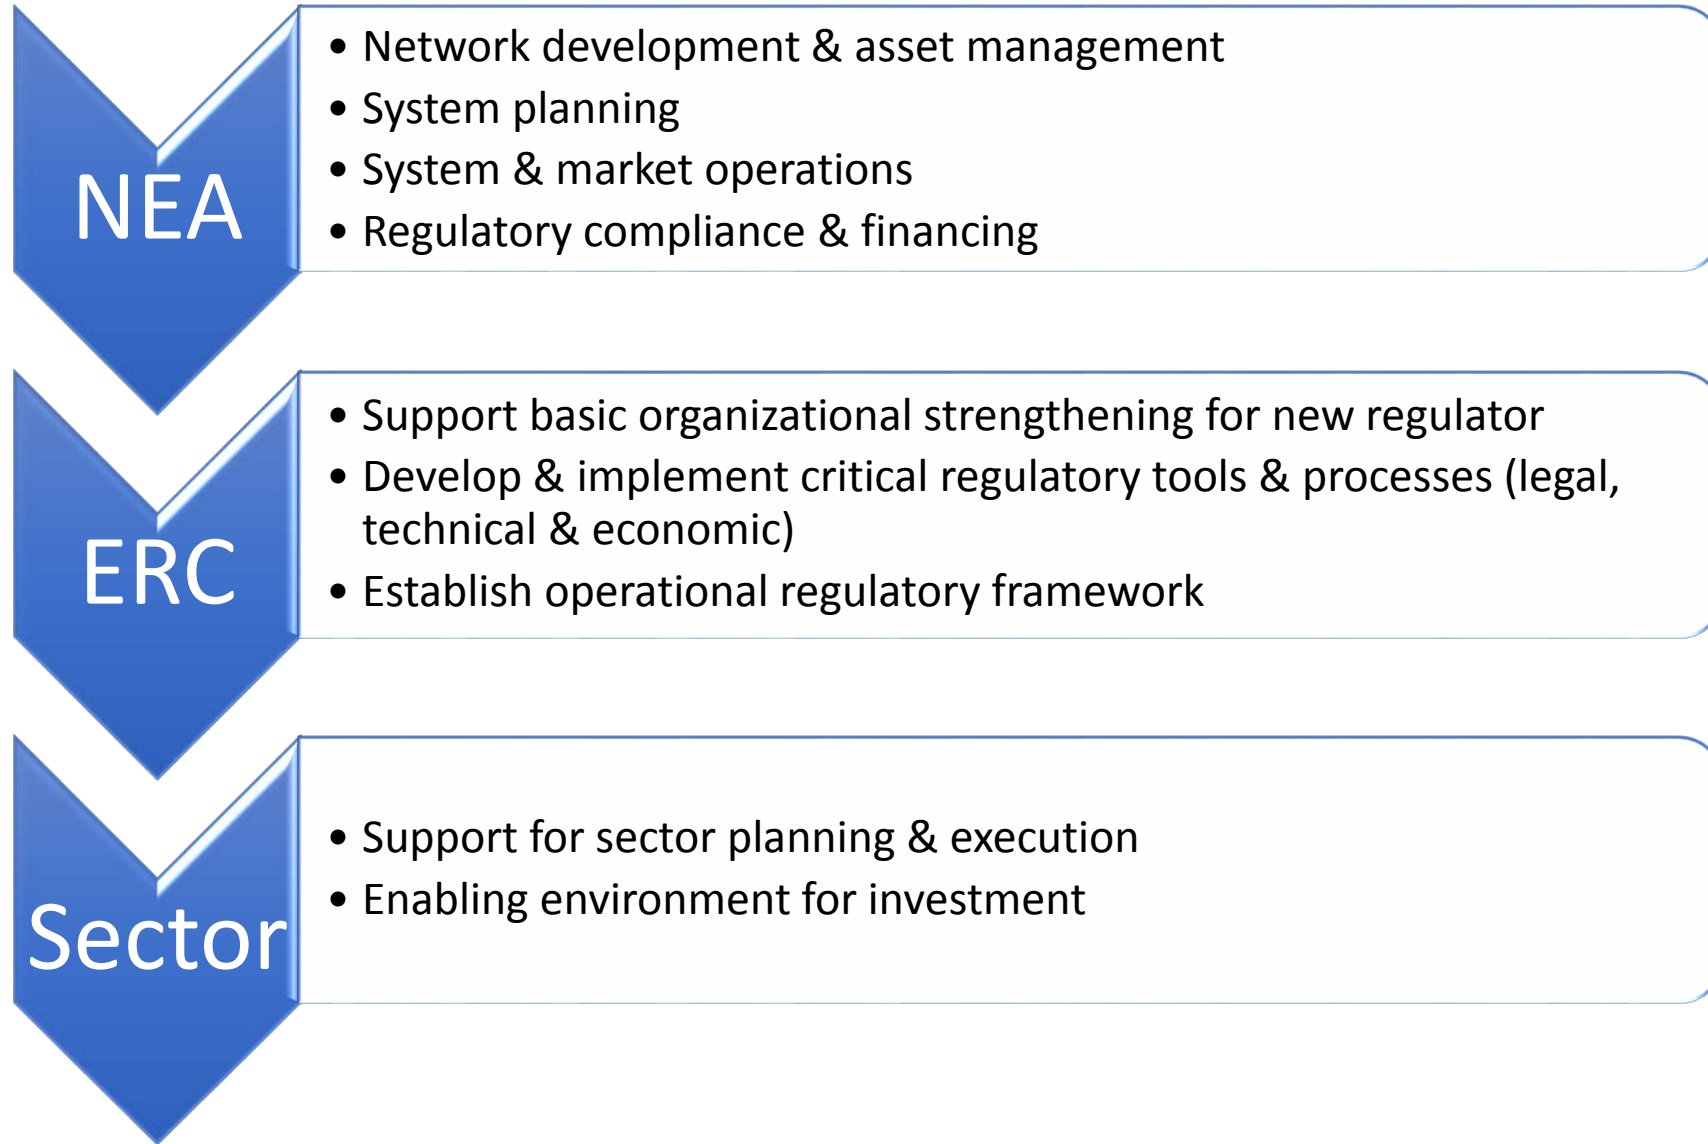 NEA
• Network development & asset management
• System planning
• System & market operations
• Regulatory compliance & financing
ERC
• Support basic organizational strengthening for new regulator
• Develop & implement critical regulatory tools & processes (legal,
technical & economic)
• Establish operational regulatory framework
Sector
• Support for sector planning & execution
• Enabling environment for investment